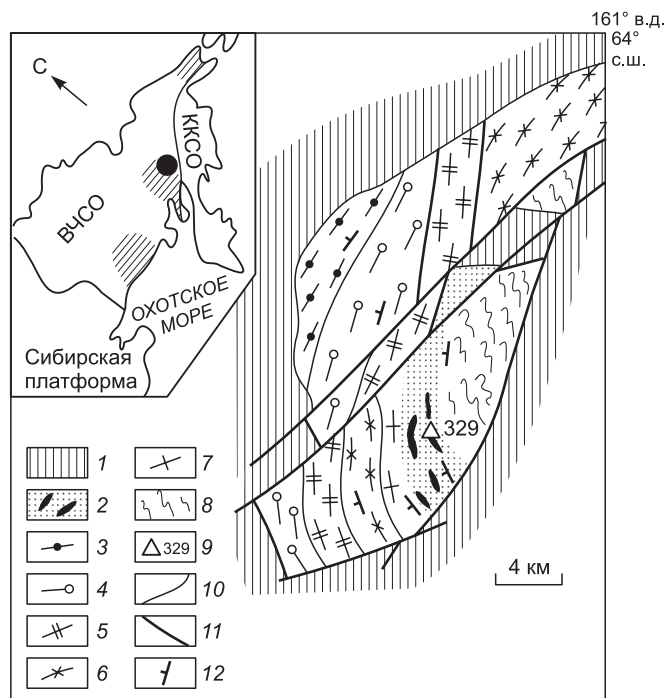 161° в.д.
64°
с.ш.
С
ККСО
ВЧСО
ОХОТСКОЕ
МОРЕ
Сибирская
платформа
329
4 км
1
2
3
4
5
6
7
8
329 9
10
11
12